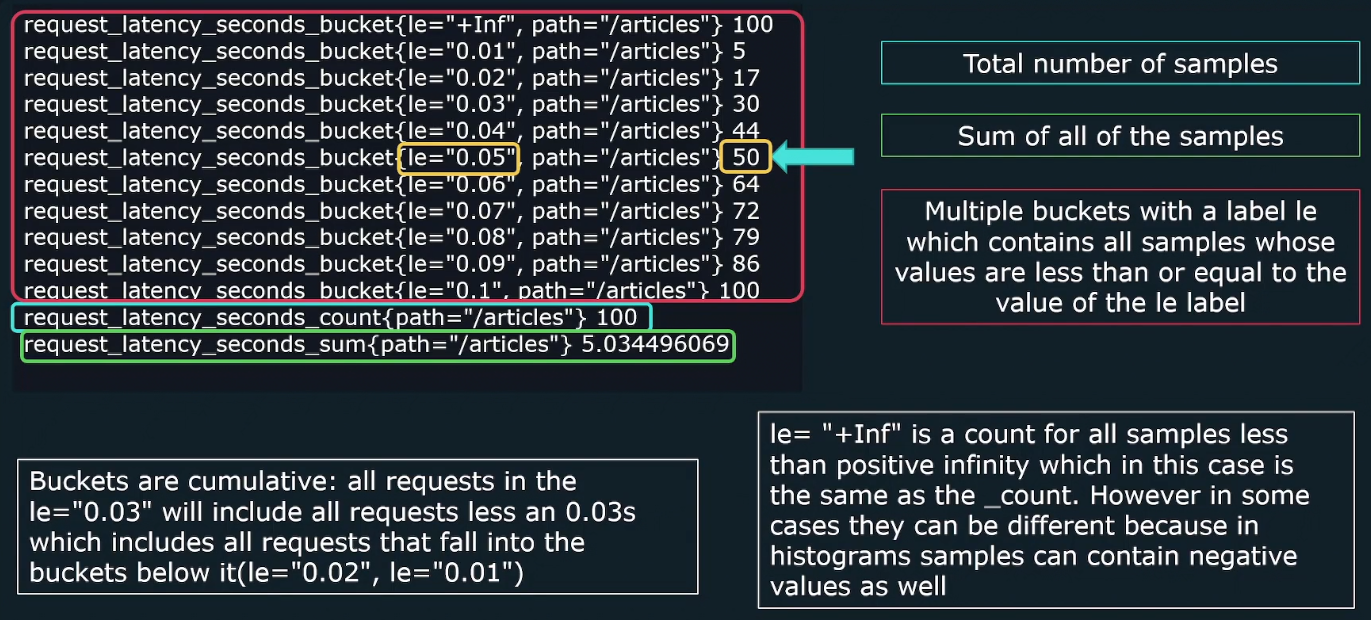 request_latency_seconds_bucket{le="+Inf", path="/articles"} 100
request_latency_seconds_bucket{le="0.01", path="/articles"} 5
request_latency_seconds_bucket{le="0.02", path="/articles"} 17
request_latency_seconds_bucket{le="0.03", path="/articles"} 30
request_latency_seconds_bucket{le="0.04", path="/articles"} 44
request_latency_seconds_bucket{le="0.05", path="/articles"} 50
request_latency_seconds_bucket{le="0.06", path="/articles"} 64
request_latency_seconds_bucket{le="0.07", path="/articles"} 72
request_latency_seconds_bucket{le="0.08", path="/articles"} 79
request_latency_seconds_bucket{le="0.09", path="/articles"} 86
request_latency_seconds_bucket{le="0.1", path="/articles"} 100
request_latency_seconds_count{path="/articles"} 100
request_latency_seconds_sum{path="/articles"} 5.034496069
Total number of samples
Sum of all of the samples
Multiple buckets with a label le
which contains all samples whose
values are less than or equal to the
value of the le label
Buckets are cumulative: all requests in the
le="0.03" will include all requests less an 0.03s
which includes all requests that fall into the
buckets below it(le="0.02", le="0.01")
le= "+Inf" is a count for all samples less
than positive infinity which in this case is
the same as the _count. However in some
cases they can be different because in
histograms samples can contain negative
values as well